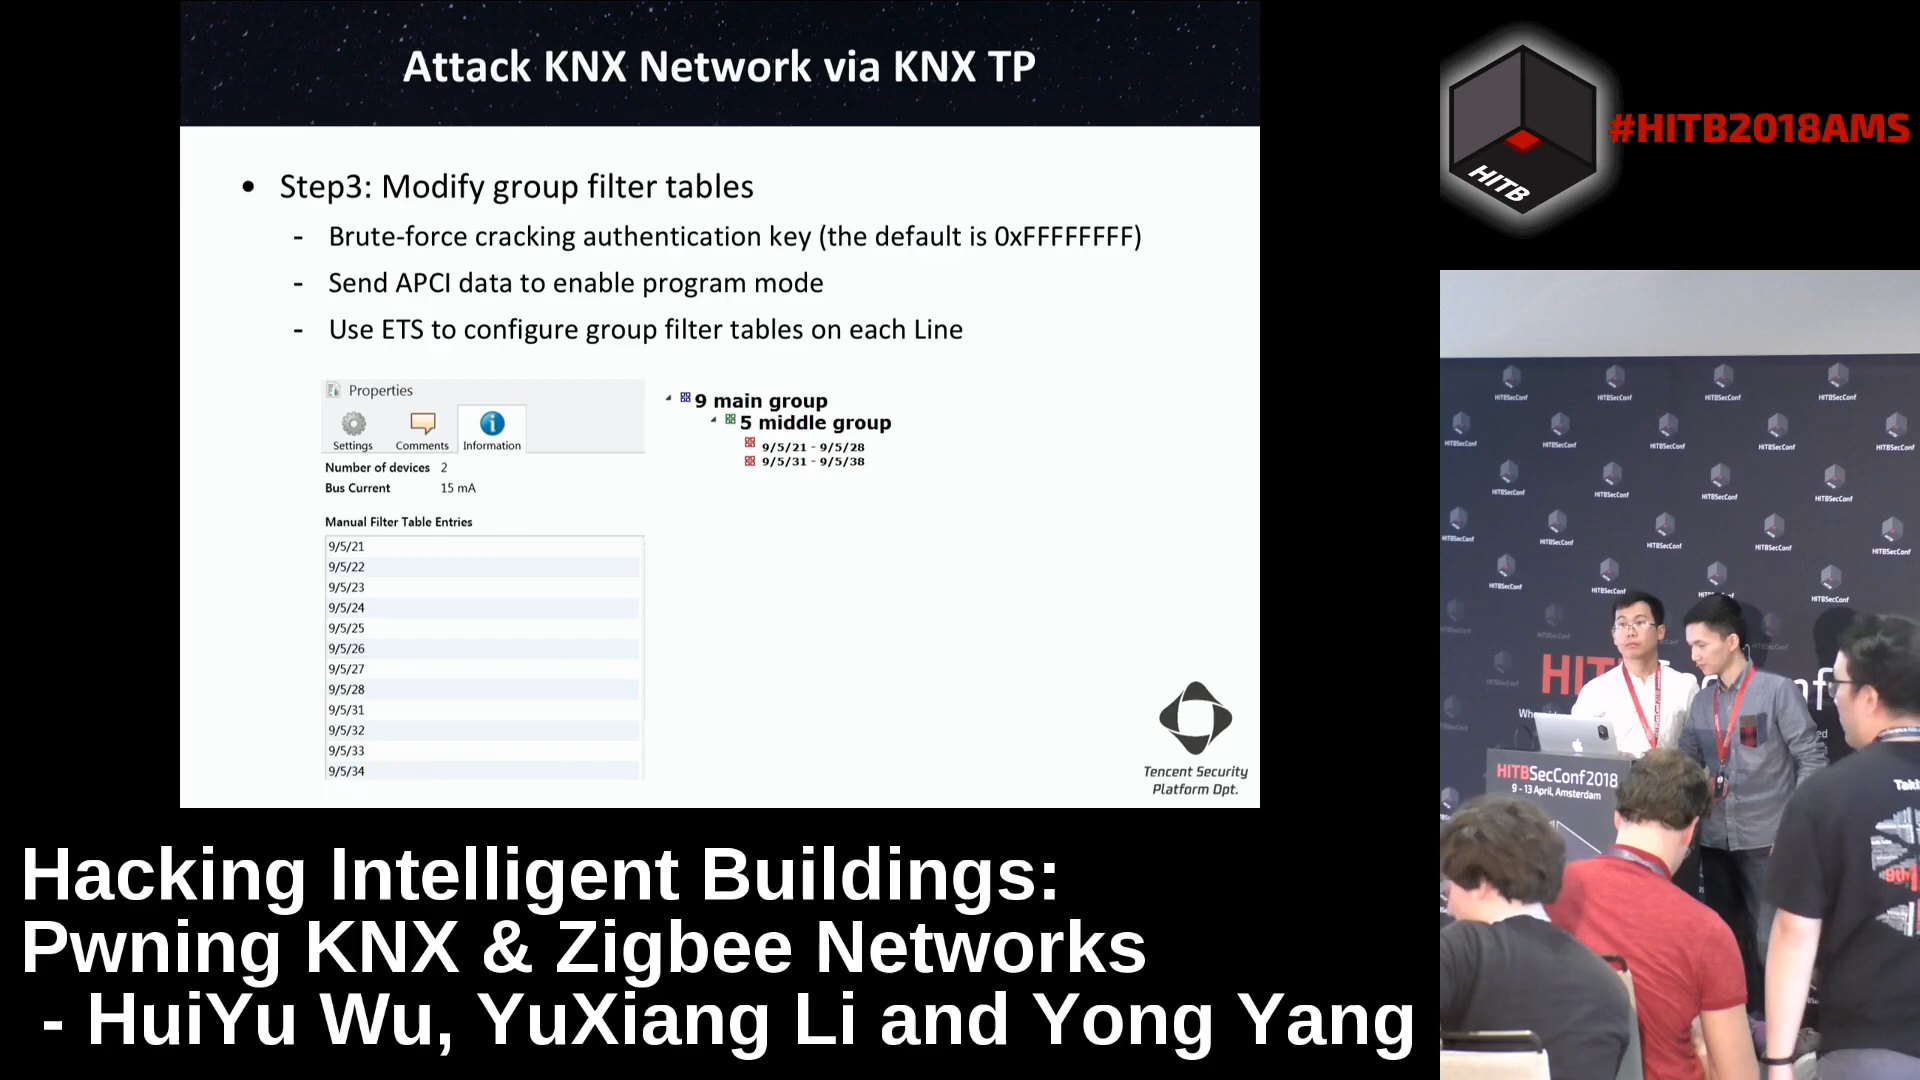 Attack KNX Network via KNX TP
• Step3: Modify group filter tables
- Brute-force cracking authentication key (the default is 0xFFFFFFFF)
- Send APCI data to enable program mode
- Use ETS to configure group filter tables on each Line
Properties
Settings Comments Information
Number of devices 2
Bus Current 15 mA
Manual Filter Table Entries
9/5/21
9/5/22
9/5/23
9/5/24
9/5/25
9/5/26
9/5/27
9/5/28
9/5/31
9/5/32
9/5/33
9/5/34
9 main group
5 middle group
9/5/21 - 9/5/28
9/5/31 - 9/5/38
Tencent Security
Platform Dpt.
HITB
#HITB2018AMS
HITBSecConf
HITBSecConf2018
9 - 13 April, Amsterdam
Hacking Intelligent Buildings:
Pwning KNX & Zigbee Networks
- HuiYu Wu, YuXiang Li and Yong Yang